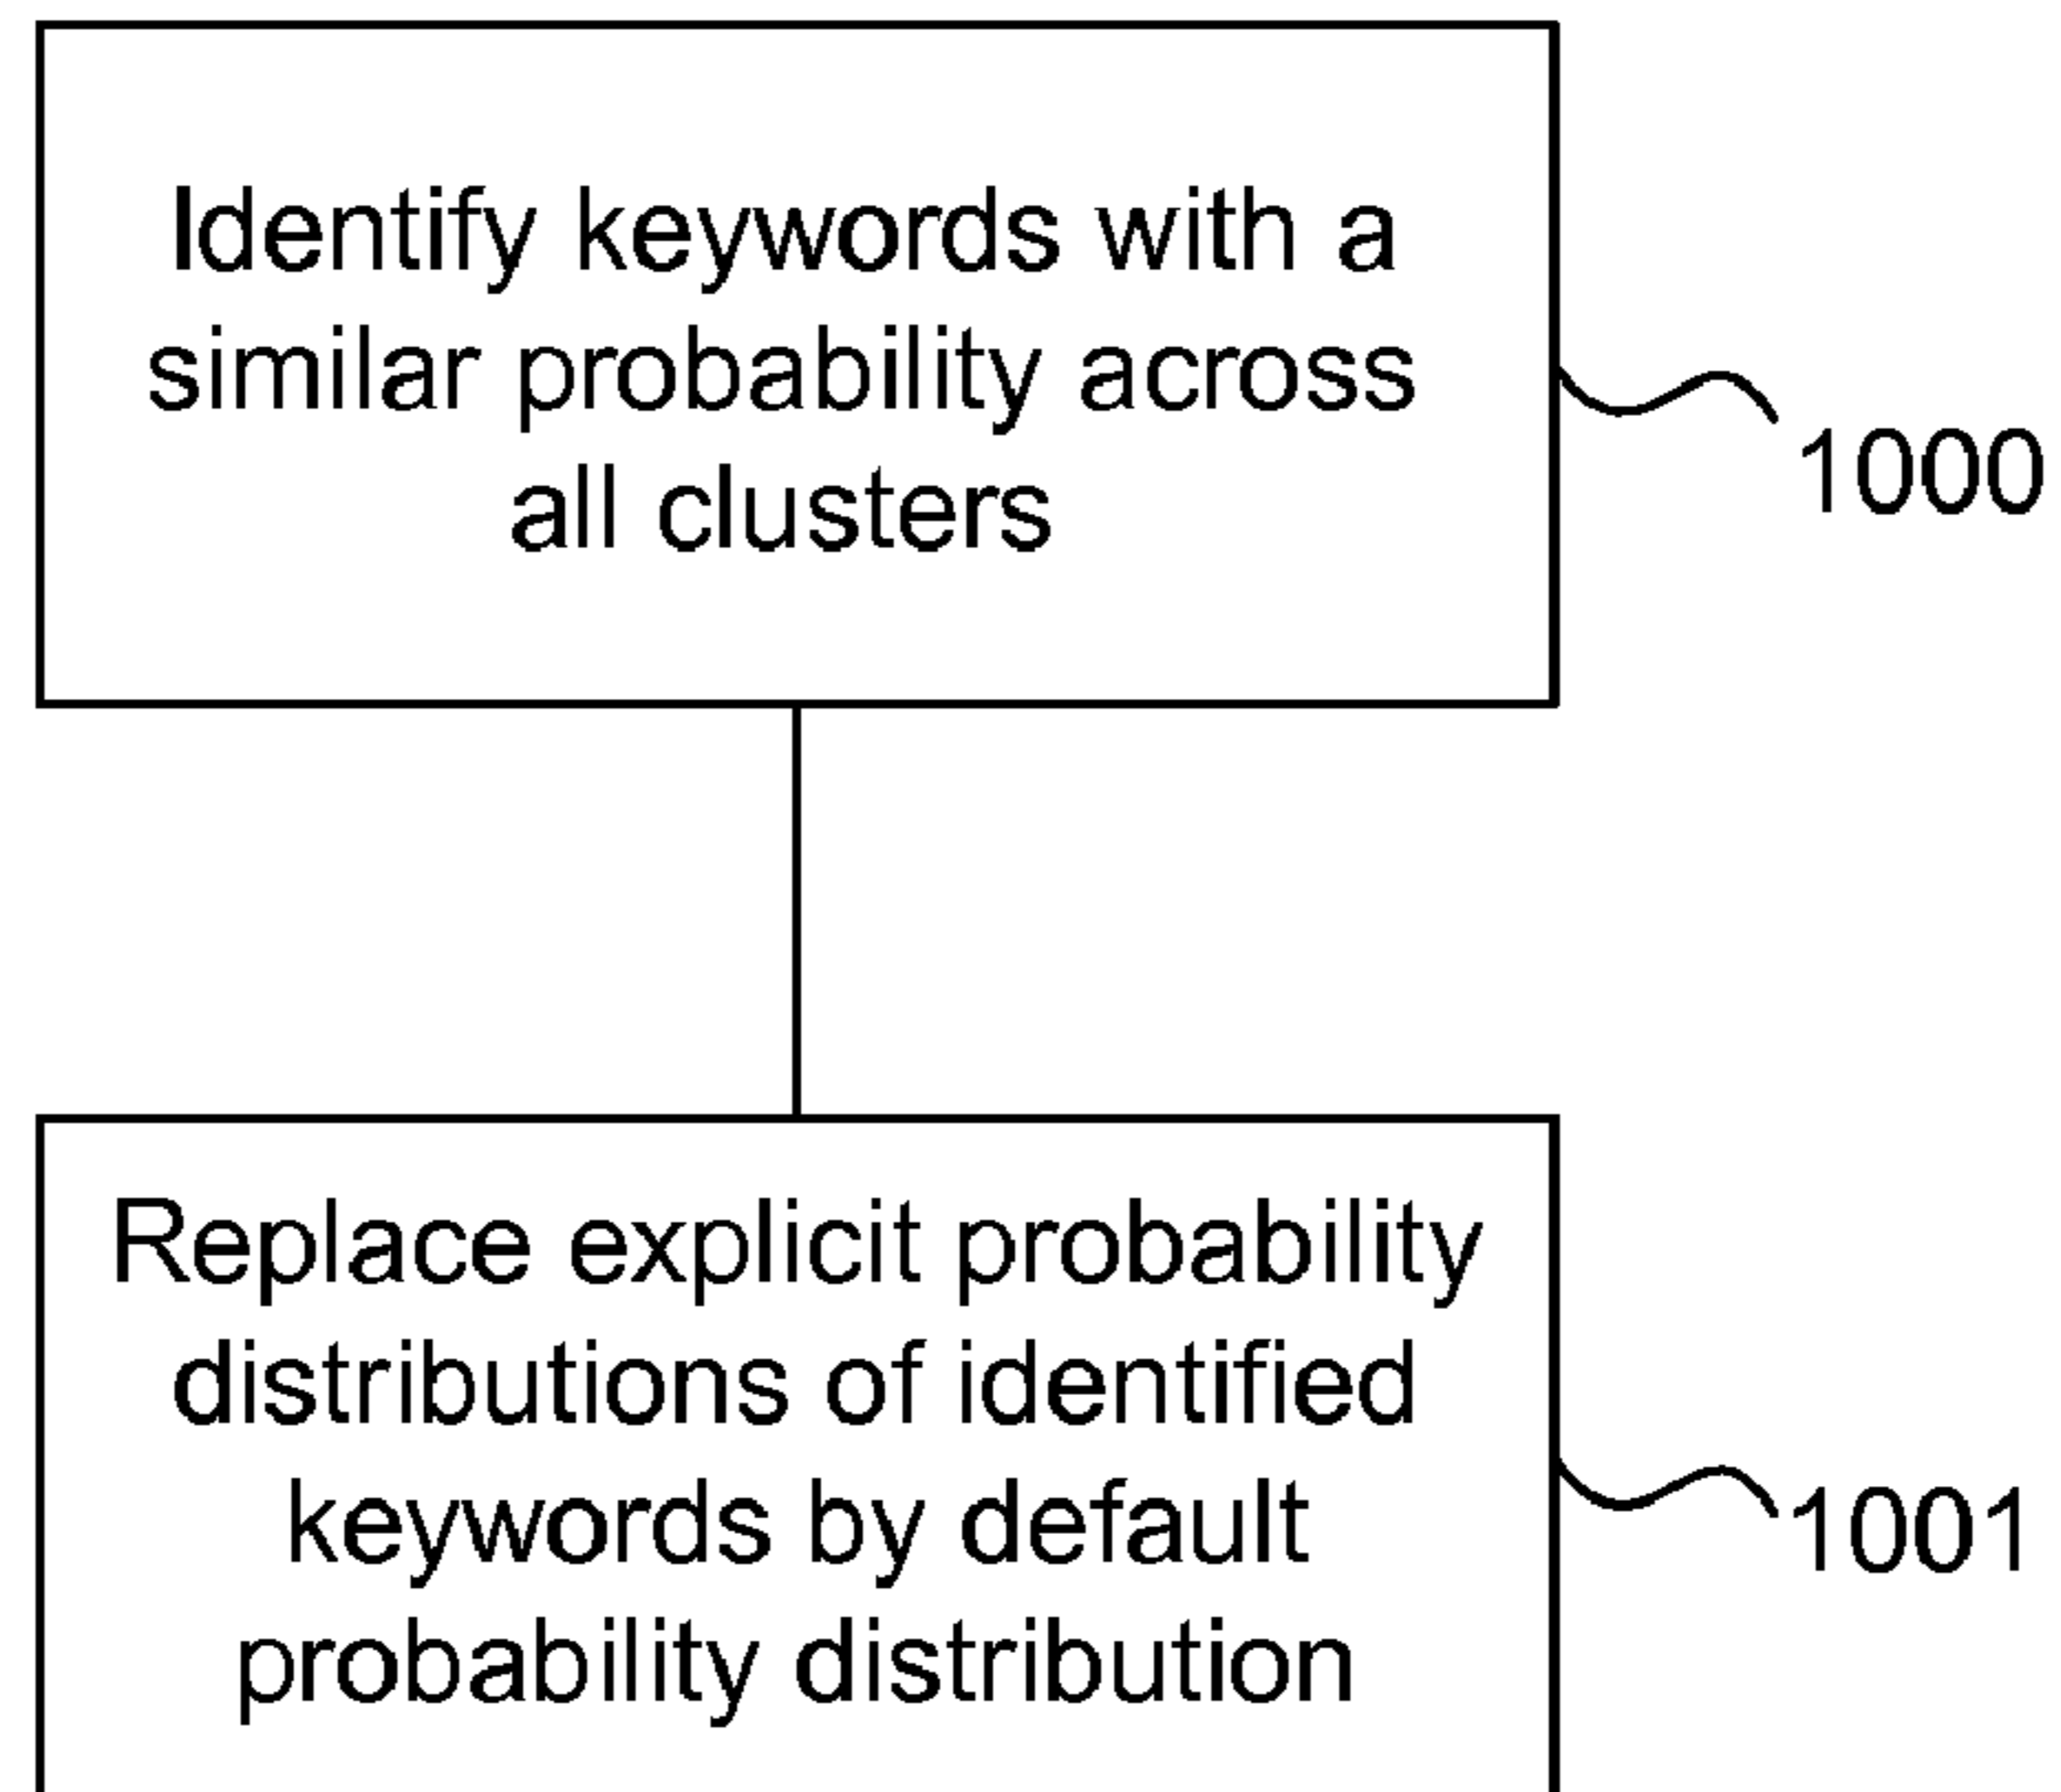 Identify keywords with a
similar probability across
all clusters
1000
Replace explicit probability
distributions of identified
keywords by default
probability distribution
1001